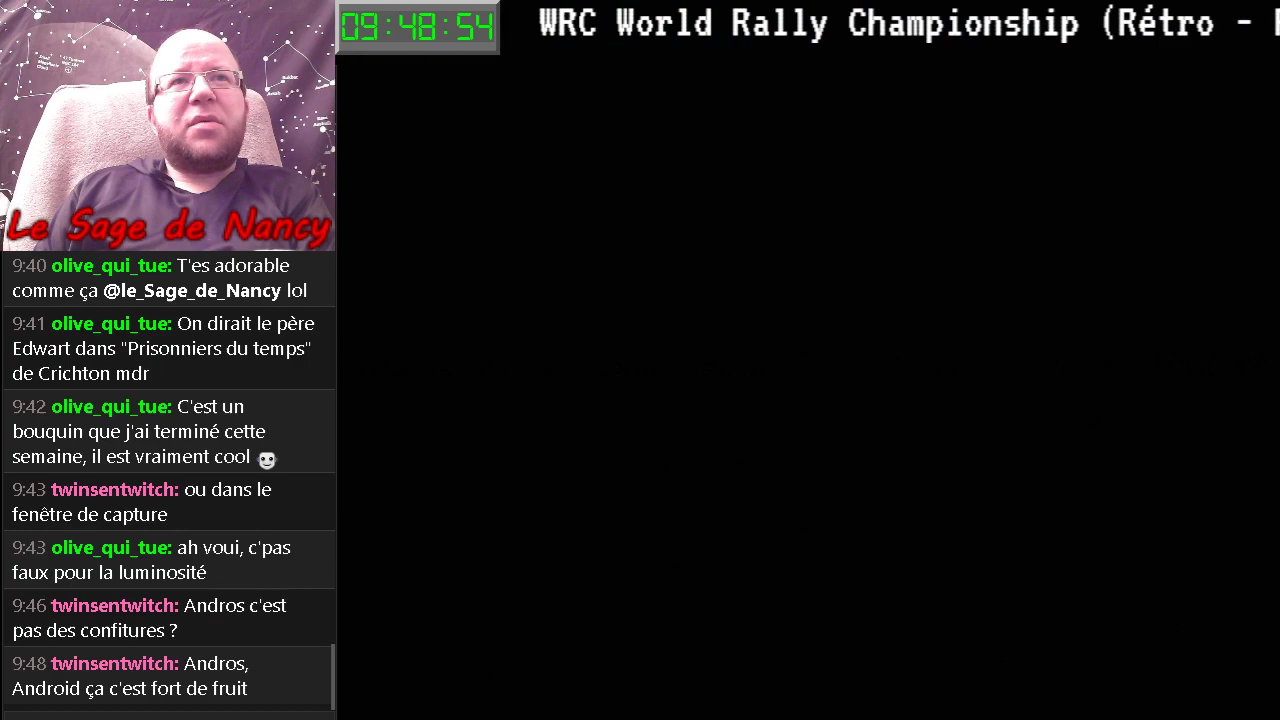 09:48:54
WRC World Rally Championship (Rétro -
Le Sage de Nancy
9:40 olive_qui_tue: T'es adorable
comme ça @le_Sage_de_Nancy lol
9:41 olive_qui_tue: On dirait le père
Edwart dans "Prisonniers du temps"
de Crichton mdr
9:42 olive_qui_tue: C'est un
bouquin que j'ai terminé cette
semaine, il est vraiment cool
9:43 twinsentwitch: ou dans le
fenêtre de capture
9:43 olive_qui_tue: ah voui, c'pas
faux pour la luminosité
9:46 twinsentwitch: Andros c'est
pas des confitures ?
9:48 twinsentwitch: Andros,
Android ça c'est fort de fruit